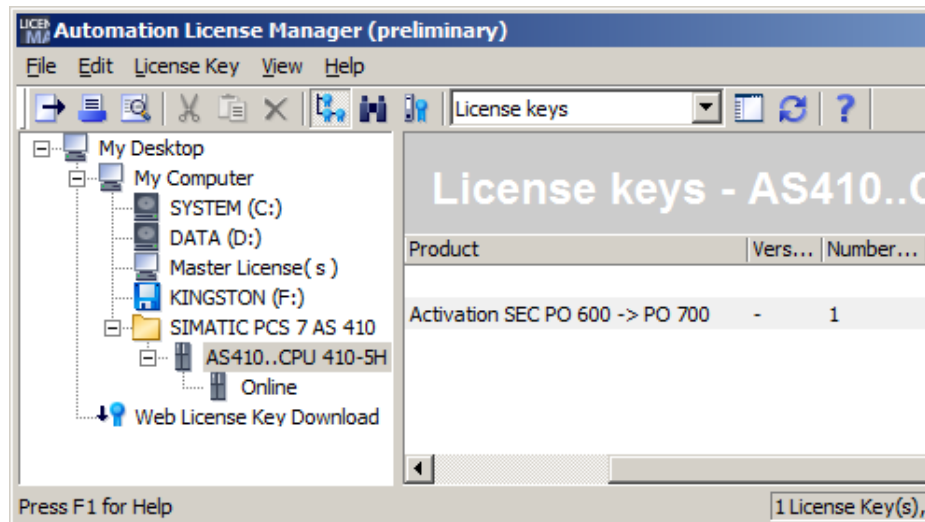 Automation License Manager (preliminary)
File Edit License Key View Help
License keys
My Desktop
My Computer
SYSTEM (C:)
DATA (D:)
Master License( s )
KINGSTON (F:)
SIMATIC PCS 7 AS 410
AS410..CPU 410-5H
Online
Web License Key Download
License keys - AS410..
Product Vers... Number...
Activation SEC PO 600 -> PO 700 - 1
Press F1 for Help
1 License Key(s),